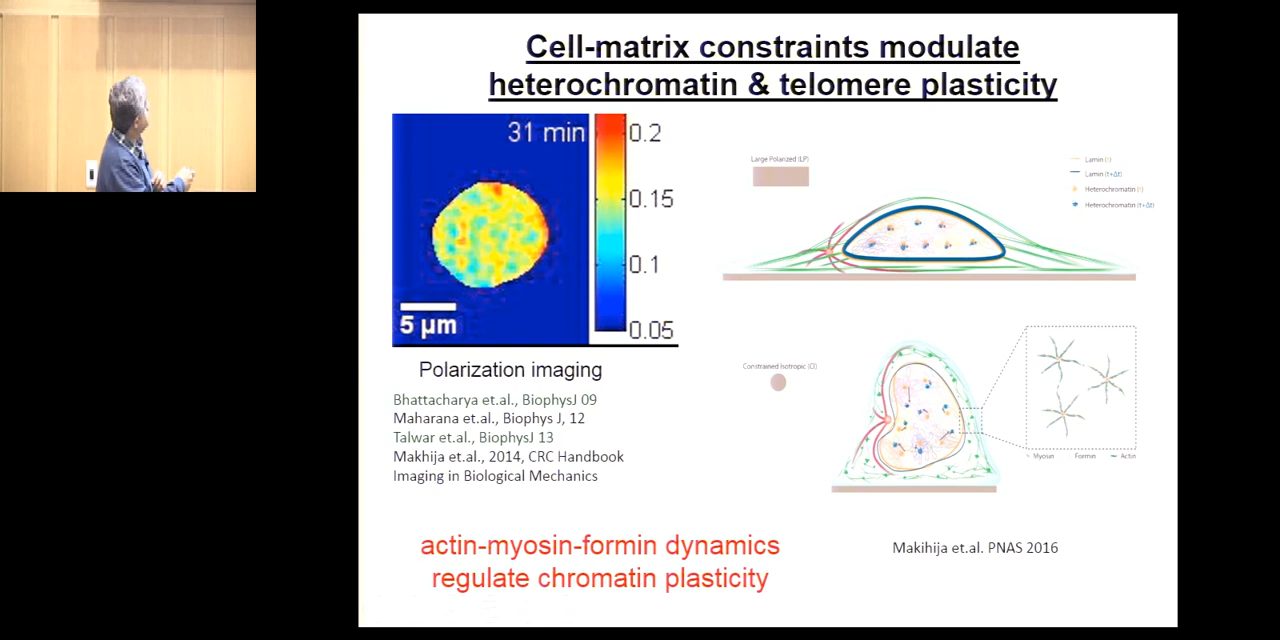 Cell-matrix constraints modulate
heterochromatin & telomere plasticity
31 min
0.2
0.15
0.1
0.05
5 µm
Polarization imaging
Bhattacharya et.al., BiophysJ 09
Maharana et.al., Biophys J, 12
Talwar et.al., BiophysJ 13
Makhija et.al., 2014, CRC Handbook
Imaging in Biological Mechanics
Large Polarized (LP)
Lamin (t)
Lamin (t+Δt)
Heterochromatin (t)
Heterochromatin (t+Δt)
Constrained Isotropic (CI)
Myosin Formin Actin
actin-myosin-formin dynamics
regulate chromatin plasticity
Makihija et.al. PNAS 2016